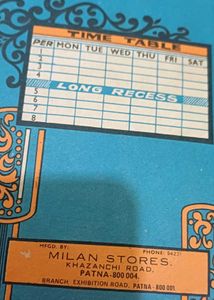 TIME TABLE
PER MON TUE WED THU FRI SAT
1
2
3
4
LONG RECESS
5
6
7
8
MFGD. BY: PHONE: 54221
MILAN STORES.
KHAZANCHI ROAD,
PATNA-800 004.
BRANCH: EXHIBITION ROAD, PATNA-800 001